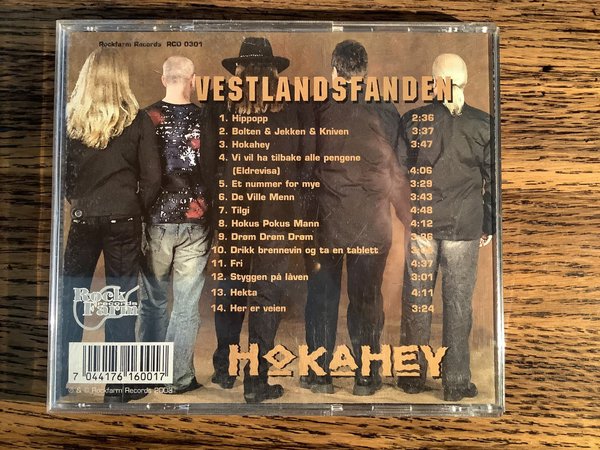 Rockfarm Records RCD 0301
VESTLANDSFANDEN
1. Hippopp 2:36
2. Bolten & Jekken & Kniven 3:37
3. Hokahey 3:47
4. Vi vil ha tilbake alle pengene
(Eldrevisa) 4:06
5. Et nummer for mye 3:29
6. De Ville Menn 3:43
7. Tilgi 4:48
8. Hokus Pokus Mann 4:12
9. Drøm Drøm Drøm
10. Drikk brennevin og ta en tablett
11. Fri 4:37
12. Styggen på låven 3:01
13. Hekta 4:11
14. Her er veien 3:24
Rock
records
Farm
HOKAHEY
7 044176 160017
& © Rockfarm Records 2003